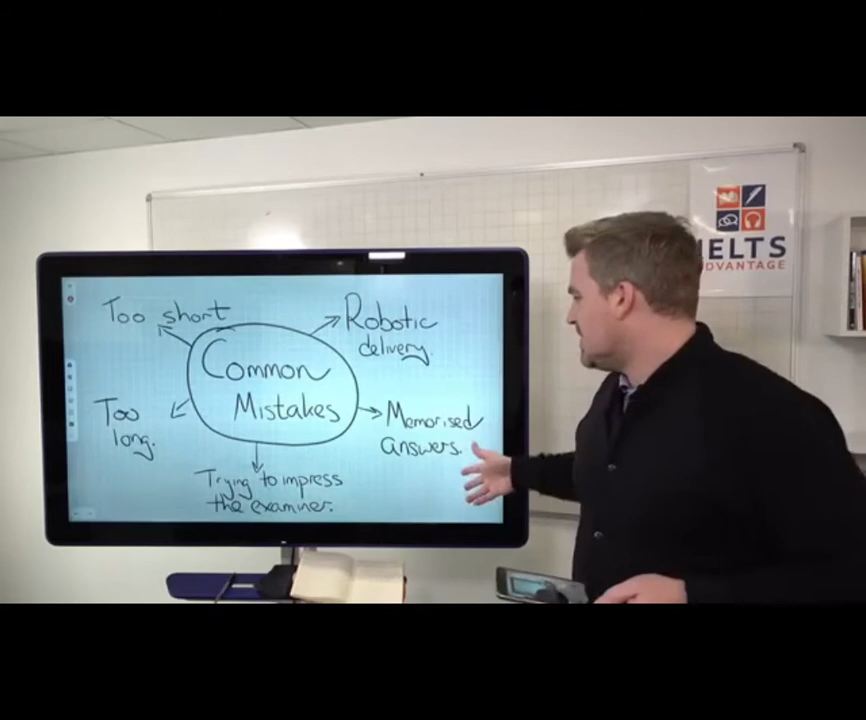 IELTS
ADVANTAGE
Too short
Robotic
delivery.
Common
Mistakes
Too
long.
Memorised
answers.
Trying to impress
the examiner.